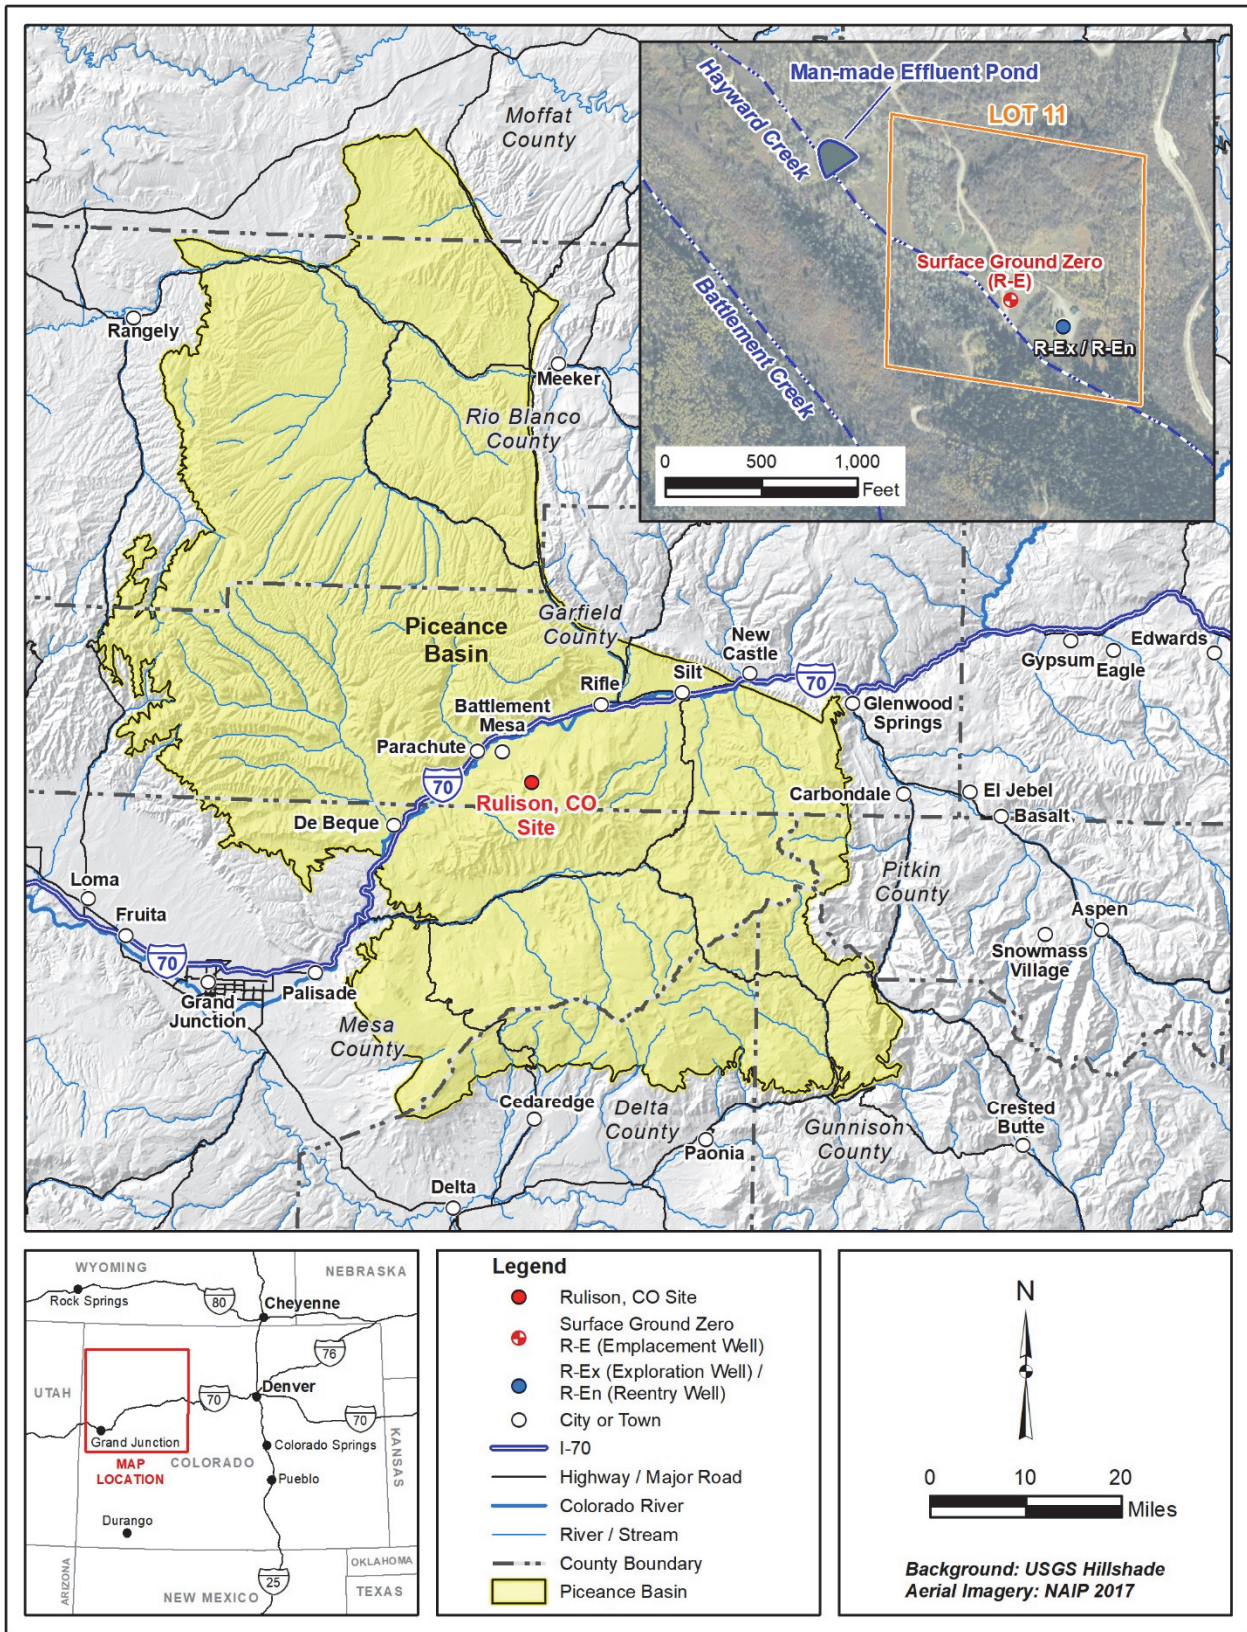 Moffat
County
Hayward Creek
Man-made Effluent Pond
LOT 11
Surface Ground Zero
(R-E)
R-Ex / R-En
Battlement Creek
0 500 1,000
Feet
Rangely
Meeker
Rio Blanco
County
Garfield
County
Piceance
Basin
New
Castle
Silt
Rifle
70
Gypsum
Eagle
Edwards
Glenwood
Springs
Battlement
Mesa
Parachute
70
Rulison, CO
Site
De Beque
Carbondale
El Jebel
Basalt
Pitkin
County
Aspen
Snowmass
Village
Loma
Fruita
70
Grand
Junction
Palisade
Mesa
County
Cedaredge
Delta
County
Paonia
Gunnison
County
Crested
Butte
Delta
WYOMING
NEBRASKA
Rock Springs
80
Cheyenne
76
UTAH
70
Denver
70
Grand Junction
MAP
LOCATION
COLORADO
Colorado Springs
KANSAS
Pueblo
Durango
ARIZONA
NEW MEXICO
25
OKLAHOMA
TEXAS
Legend
Rulison, CO Site
Surface Ground Zero
R-E (Emplacement Well)
R-Ex (Exploration Well) /
R-En (Reentry Well)
City or Town
I-70
Highway / Major Road
Colorado River
River / Stream
County Boundary
Piceance Basin
N
0 10 20
Miles
Background: USGS Hillshade
Aerial Imagery: NAIP 2017